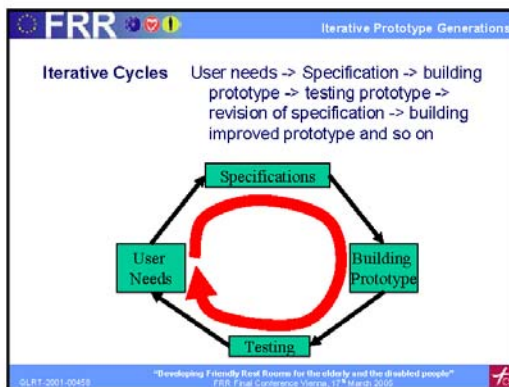 FRR
Iterative Prototype Generations
Iterative Cycles
User needs -> Specification -> building
prototype -> testing prototype ->
revision of specification -> building
improved prototype and so on
Specifications
User
Needs
Building
Prototype
Testing
"Developing Friendly Rest Rooms for the elderly and the disabled people"
GLRT-2001-00458
FRR Final Conference Vienna, 17th March 2005